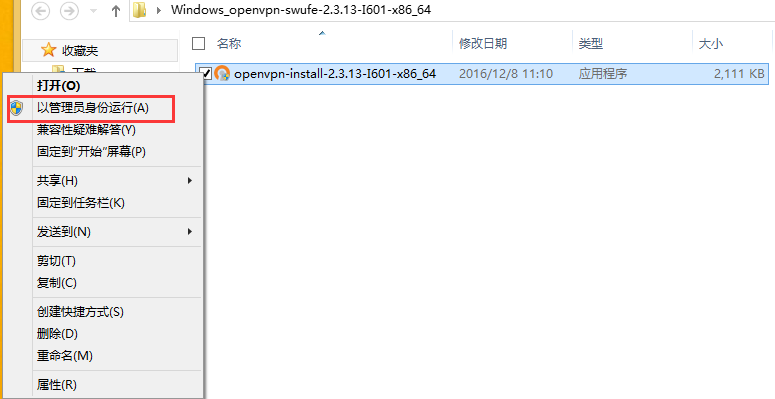 Windows_openvpn-swufe-2.3.13-I601-x86_64
收藏夹
名称 修改日期 类型 大小
openvpn-install-2.3.13-I601-x86_64 2016/12/8 11:10 应用程序 2,111 KB
打开(O)
以管理员身份运行(A)
兼容性疑难解答(Y)
固定到"开始"屏幕(P)
共享(H)
固定到任务栏(K)
发送到(N)
剪切(T)
复制(C)
创建快捷方式(S)
删除(D)
重命名(M)
属性(R)